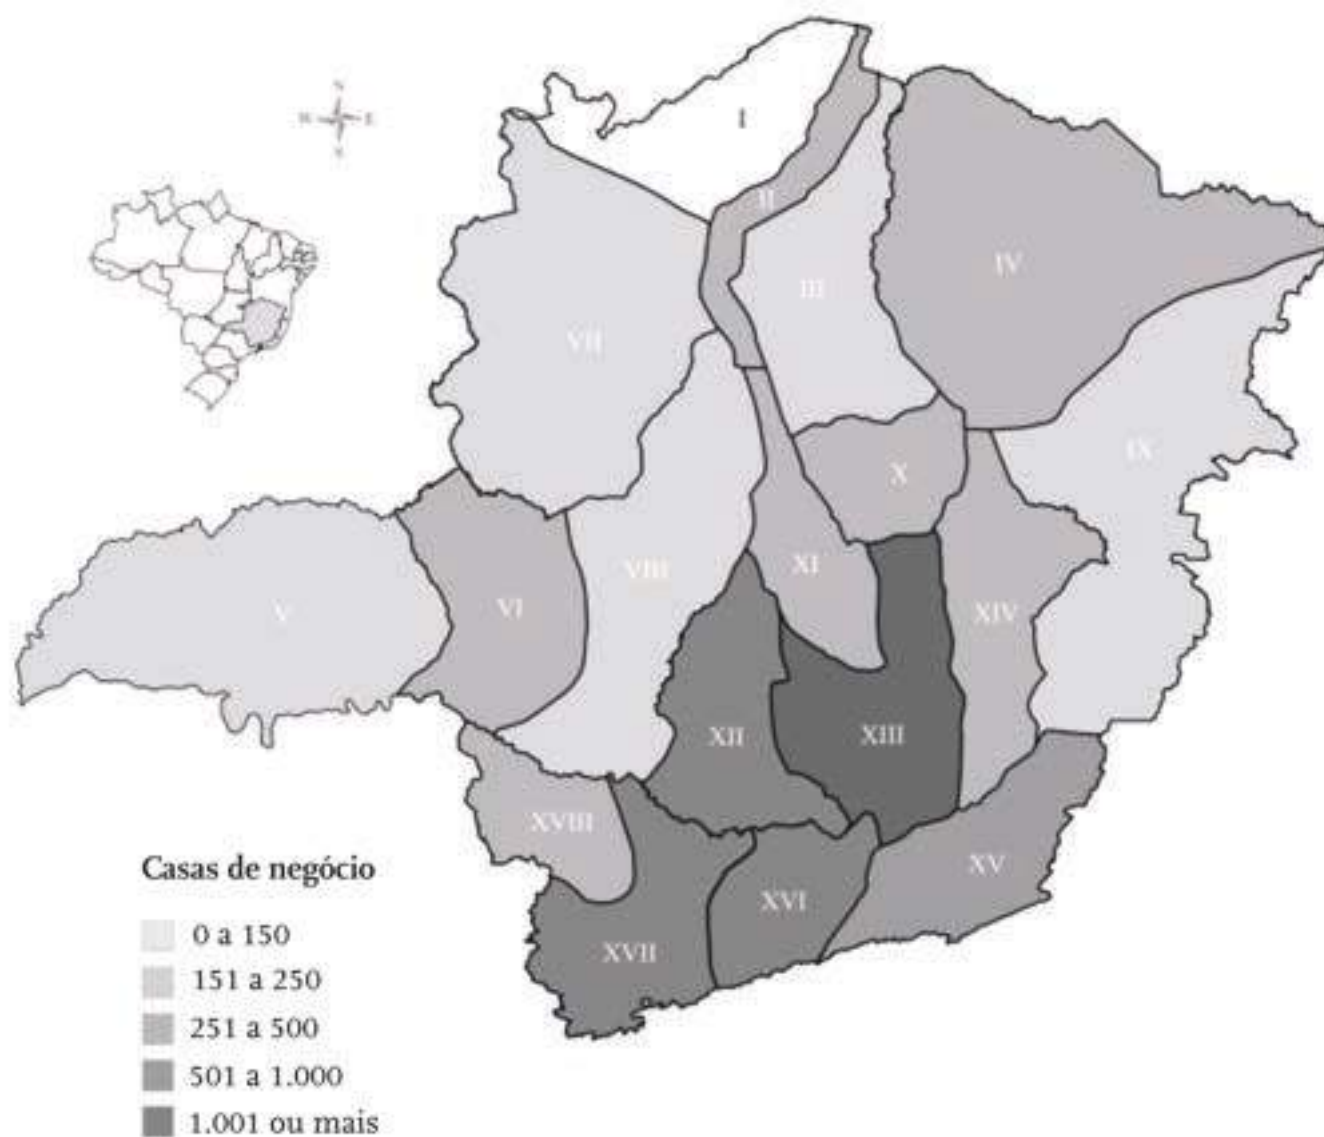 I
N
W E
S
II
IV
III
VII
IX
X
XI
VIII
V
VI
XIV
XII
XIII
XVIII
XV
XVI
XVII
Casas de negócio
0 a 150
151 a 250
251 a 500
501 a 1.000
1.001 ou mais